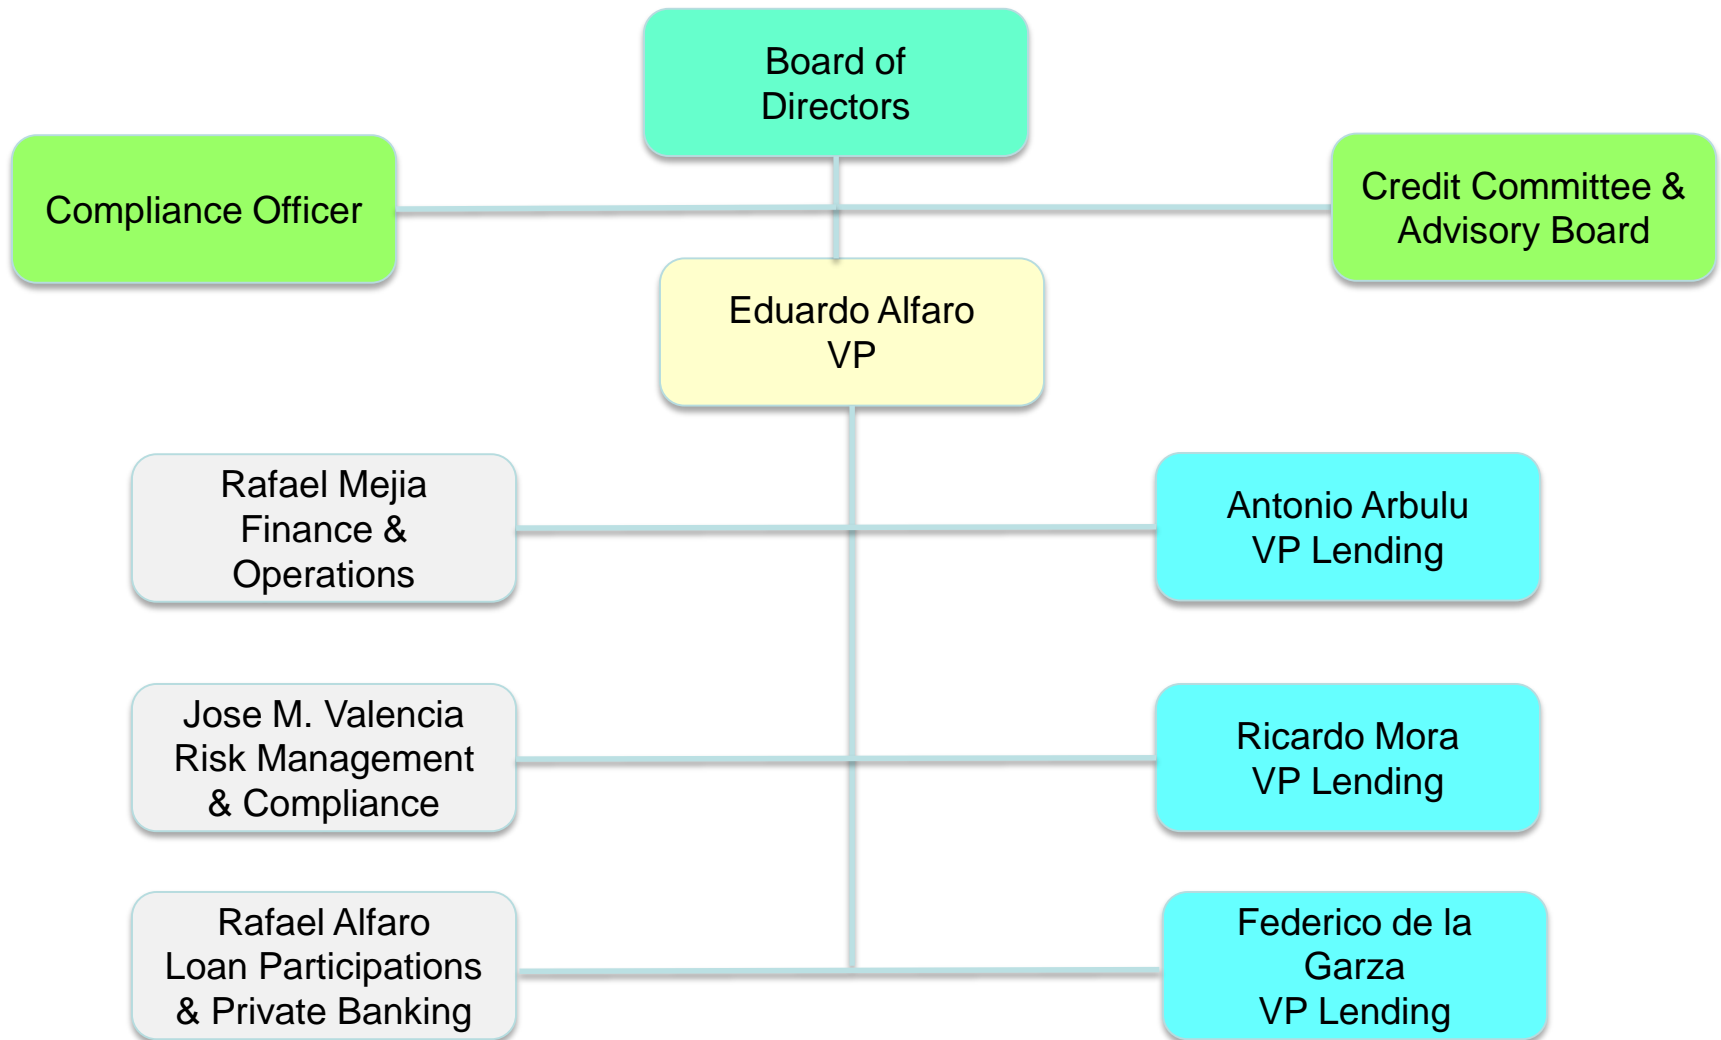 Board of
Directors
Compliance Officer
Credit Committee &
Advisory Board
Eduardo Alfaro
VP
Rafael Mejia
Finance &
Operations
Antonio Arbulu
VP Lending
Jose M. Valencia
Risk Management
& Compliance
Ricardo Mora
VP Lending
Rafael Alfaro
Loan Participations
& Private Banking
Federico de la
Garza
VP Lending